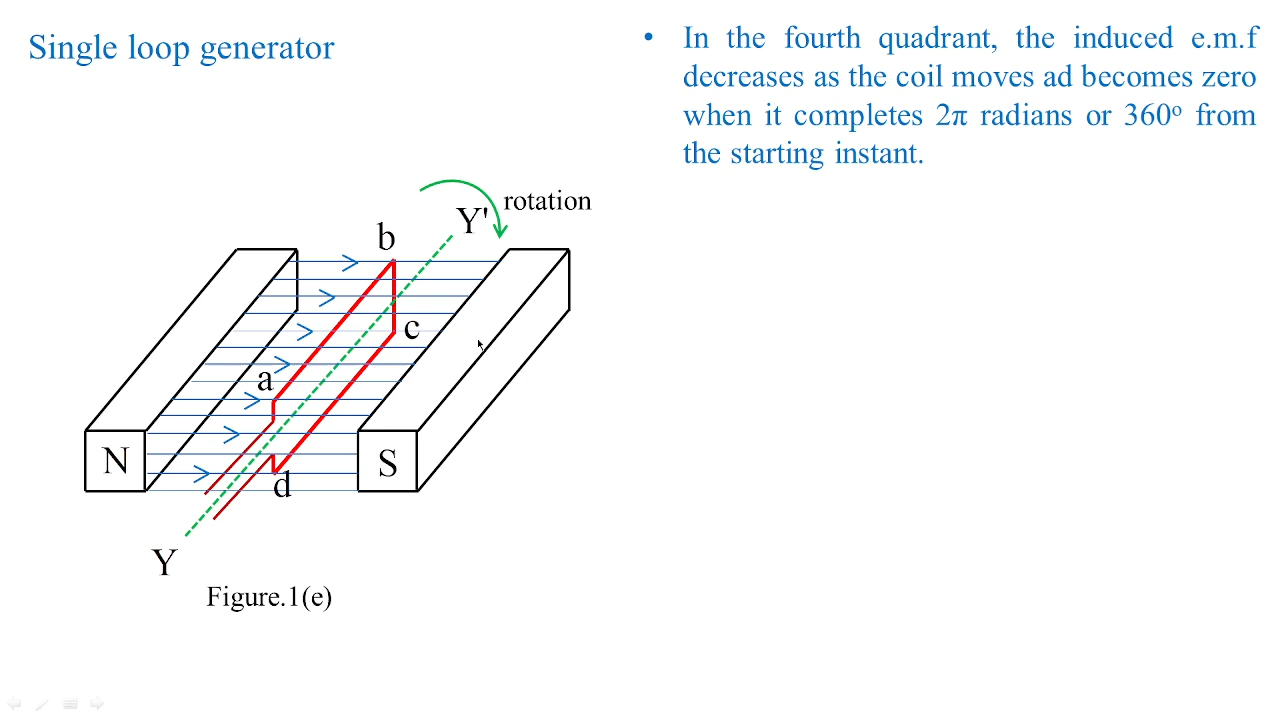 Single loop generator
• In the fourth quadrant, the induced e.m.f
decreases as the coil moves ad becomes zero
when it completes 2π radians or 360º from
the starting instant.
rotation
Y'
b
c
a
N
S
d
Y
Figure.1(e)